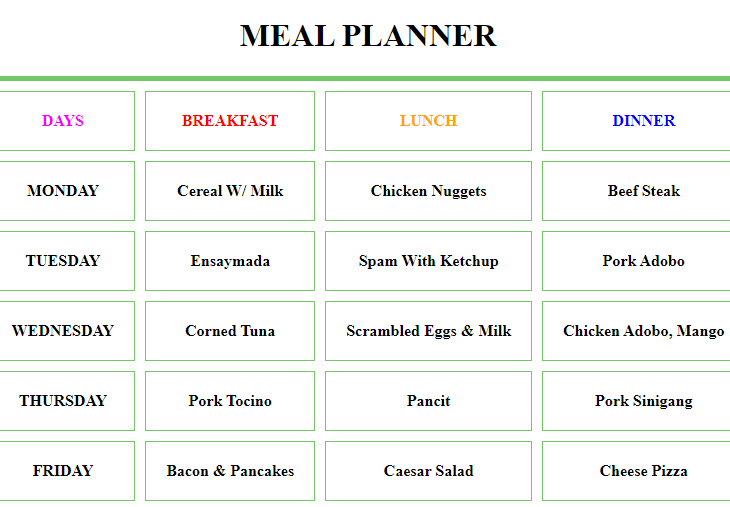 MEAL PLANNER
DAYS BREAKFAST LUNCH DINNER
MONDAY Cereal W/ Milk Chicken Nuggets Beef Steak
TUESDAY Ensaymada Spam With Ketchup Pork Adobo
WEDNESDAY Corned Tuna Scrambled Eggs & Milk Chicken Adobo, Mango
THURSDAY Pork Tocino Pancit Pork Sinigang
FRIDAY Bacon & Pancakes Caesar Salad Cheese Pizza